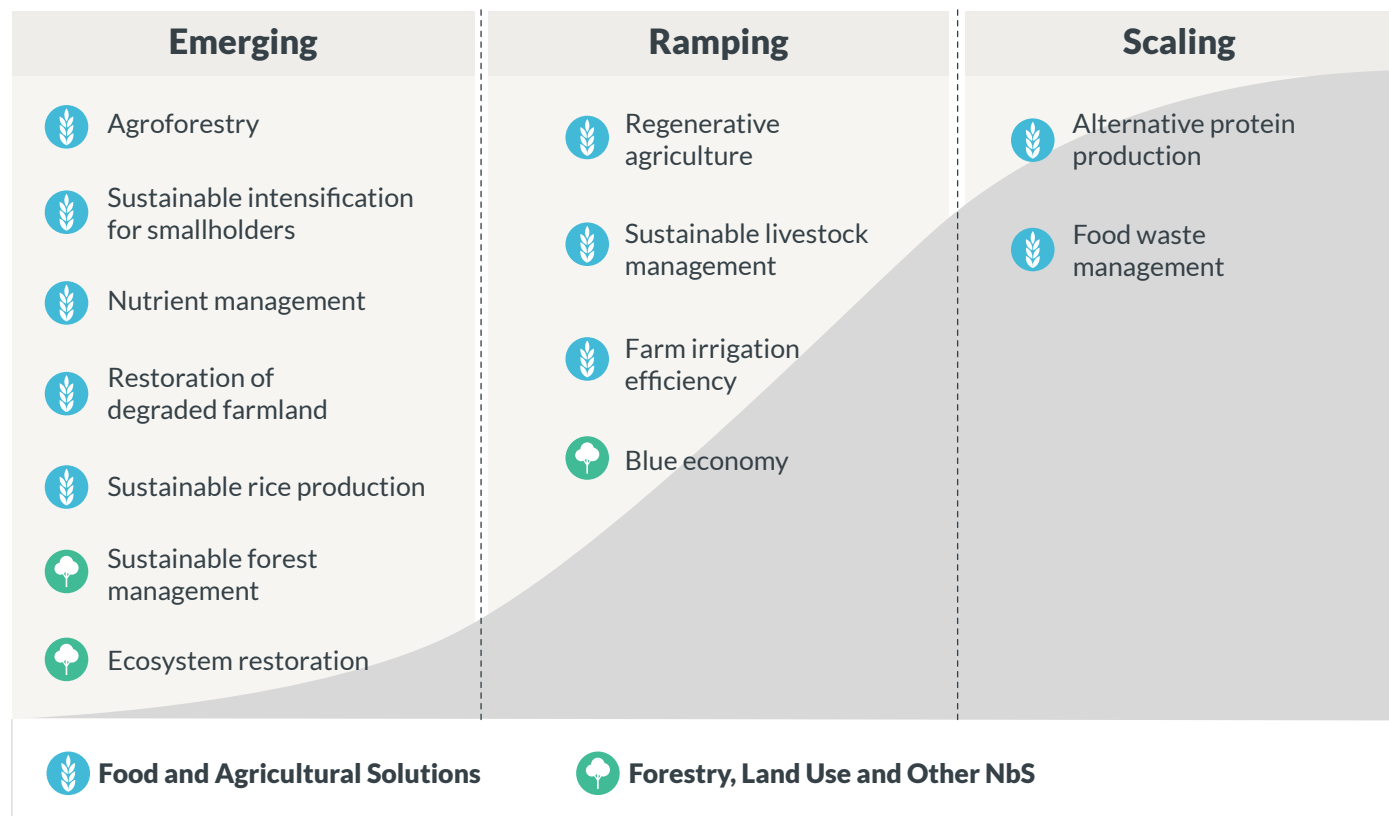 Emerging
Agroforestry
Sustainable intensification
for smallholders
Nutrient management
Restoration of
degraded farmland
Sustainable rice production
Sustainable forest
management
Ecosystem restoration
Ramping
Regenerative
agriculture
Sustainable livestock
management
Farm irrigation
efficiency
Blue economy
Scaling
Alternative protein
production
Food waste
management
Food and Agricultural Solutions
Forestry, Land Use and Other NbS